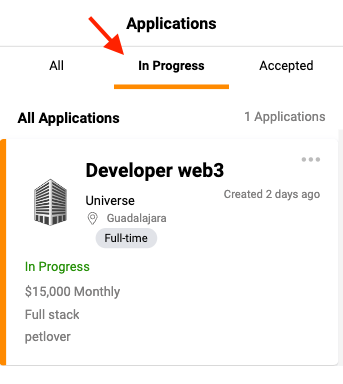 Applications
All
In Progress
Accepted
All Applications
1 Applications
Developer web3
Universe
Created 2 days ago
Guadalajara
Full-time
In Progress
$15,000 Monthly
Full stack
petlover